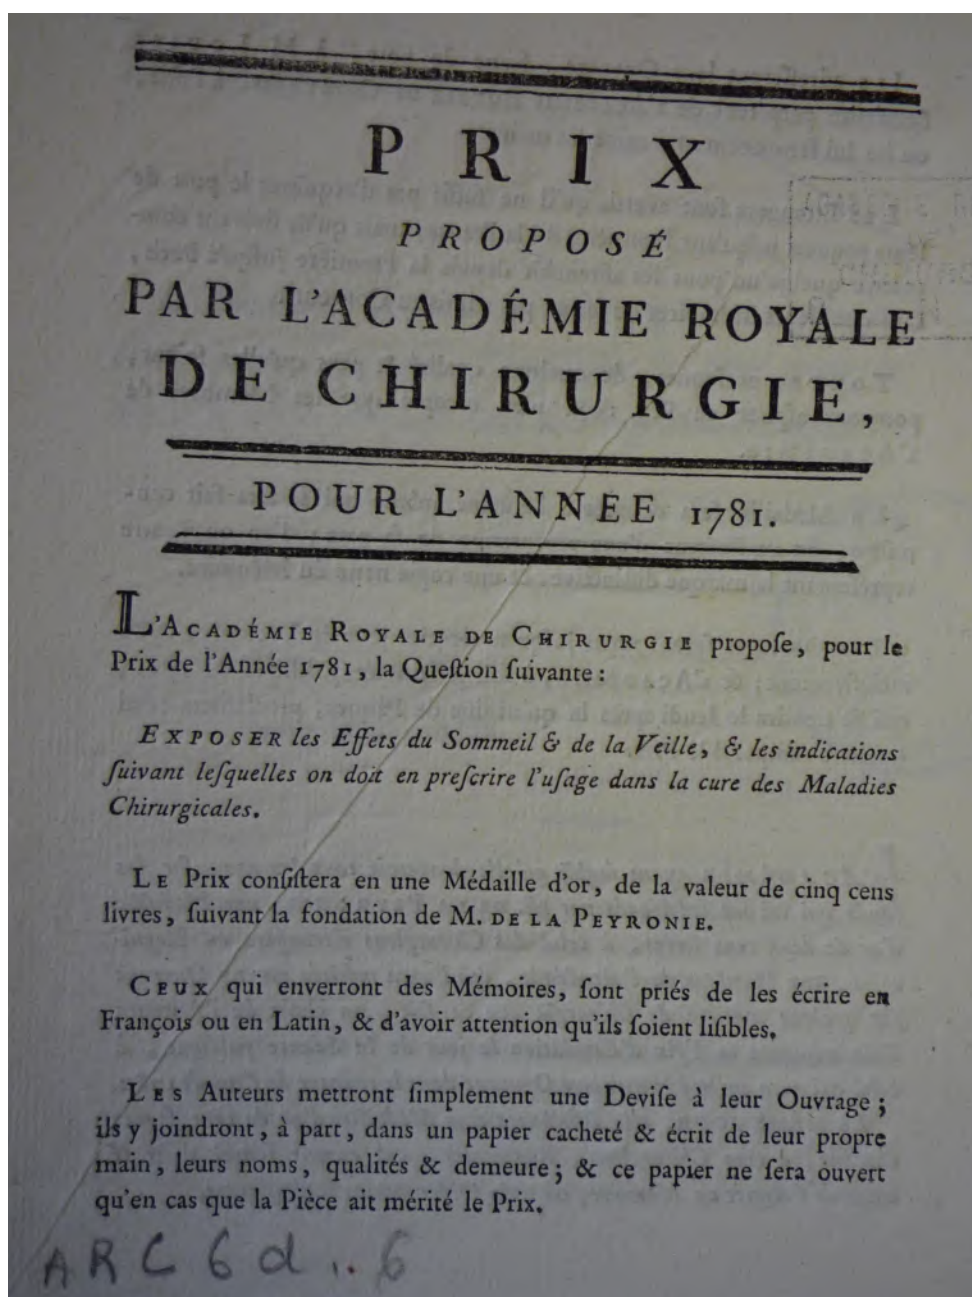 PRIX
PROPOSÉ
PAR L'ACADÉMIE ROYALE
DE CHIRURGIE,
POUR L'ANNEE 1781.
L'ACADÉMIE ROYALE DE CHIRURGIE propoſe, pour le
Prix de l'Année 1781, la Queſtion ſuivante :
EXPOSER les Effets du Sommeil & de la Veille, & les indications
ſuivant leſquelles on doit en preſcrire l'uſage dans la cure des Maladies
Chirurgicales.
LE Prix conſiſtera en une Médaille d'or, de la valeur de cinq cens
livres, ſuivant la fondation de M. DE LA PEYRONIE.
CEUX qui enverront des Mémoires, ſont priés de les écrire en
François ou en Latin, & d'avoir attention qu'ils ſoient liſibles.
LES Auteurs mettront ſimplement une Deviſe à leur Ouvrage ;
ils y joindront, à part, dans un papier cacheté & écrit de leur propre
main, leurs noms, qualités & demeure ; & ce papier ne ſera ouvert
qu'en cas que la Pièce ait mérité le Prix.
ARC 6 d .. 6